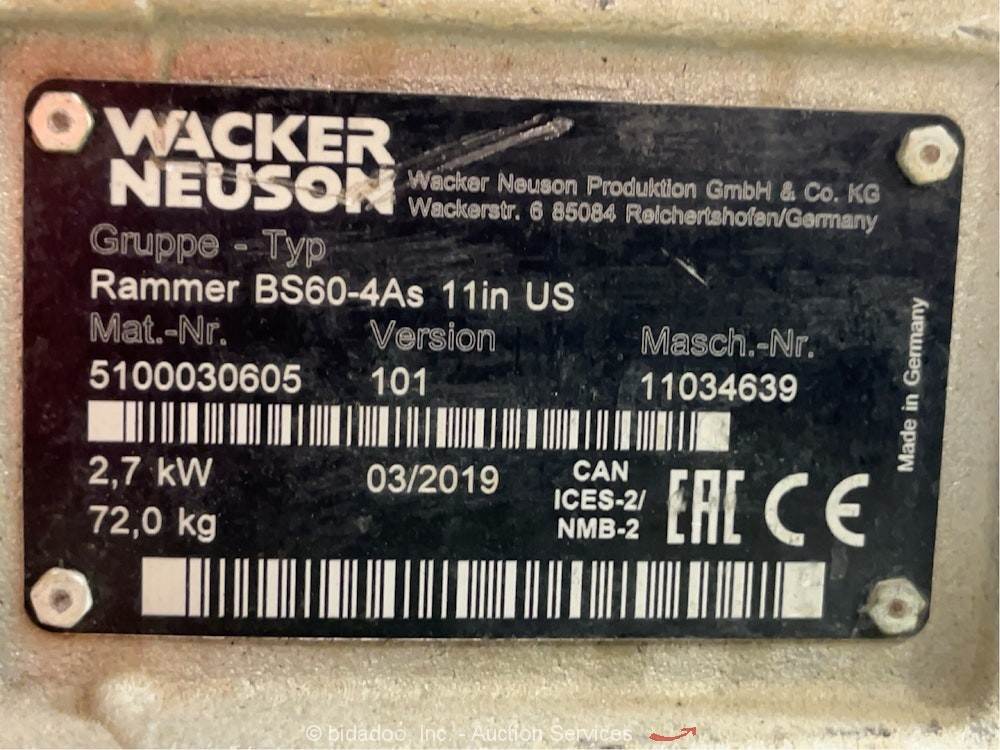 WACKER
NEUSON
Wacker Neuson Produktion GmbH & Co. KG
Wackerstr. 6 85084 Reichertshofen/Germany
Gruppe - Typ
Rammer BS60-4As 11in US
Mat.-Nr. Version Masch.-Nr.
5100030605 101 11034639
2,7 kW 03/2019
72,0 kg
CAN
ICES-2/
NMB-2
EAC CE
Made in Germany
© bidadoo, Inc. - Auction Services